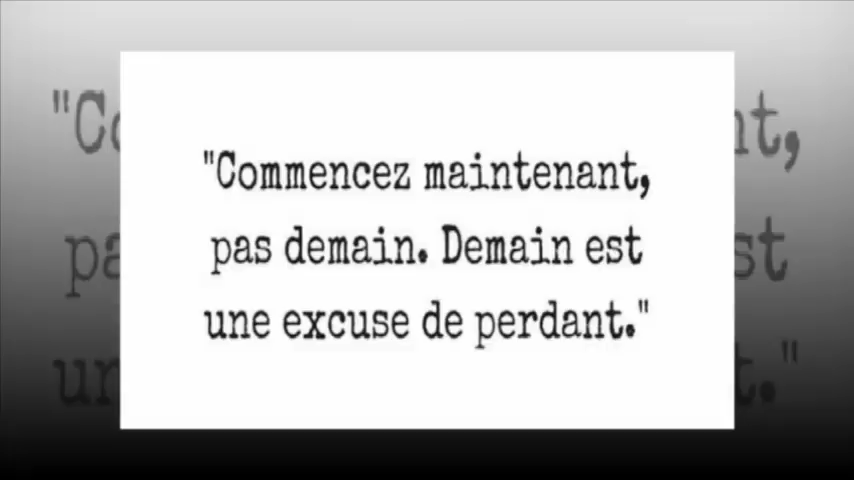 "Commencez maintenant,
pas demain. Demain est
une excuse de perdant."